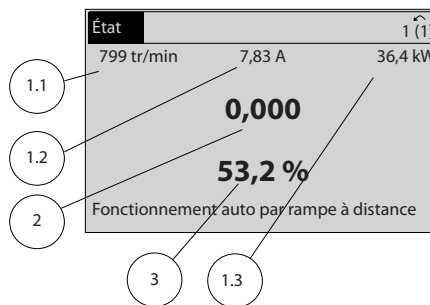 État 1 (1)
799 tr/min 7,83 A 36,4 kW
1.1
0,000
1.2
53,2 %
2
Fonctionnement auto par rampe à distance
3 1.3